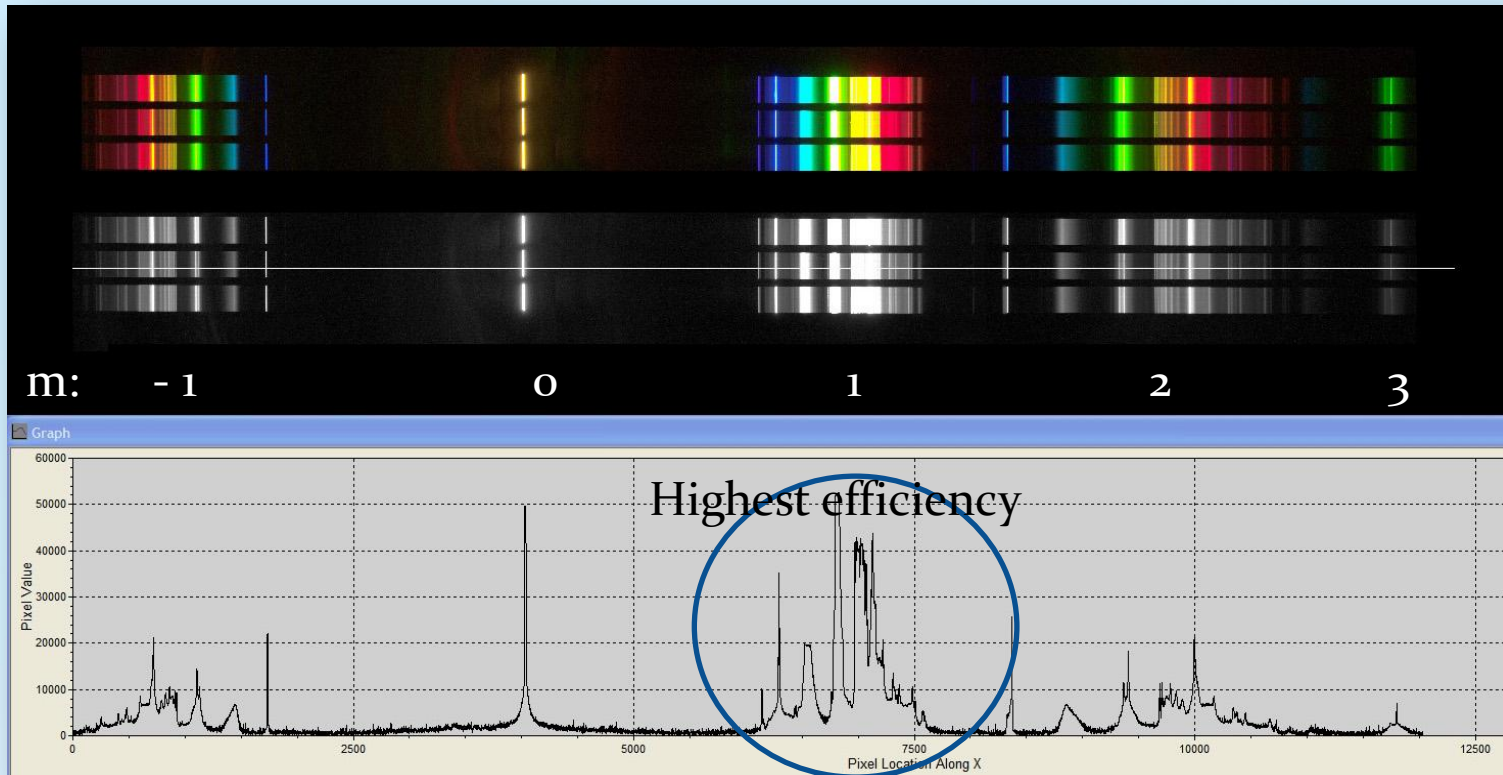 m: - 1 0 1 2 3
Graph
60000
50000
40000
30000
20000
10000
0
Pixel Value
Highest efficiency
0 2500 5000 7500 10000 12500
Pixel Location Along X